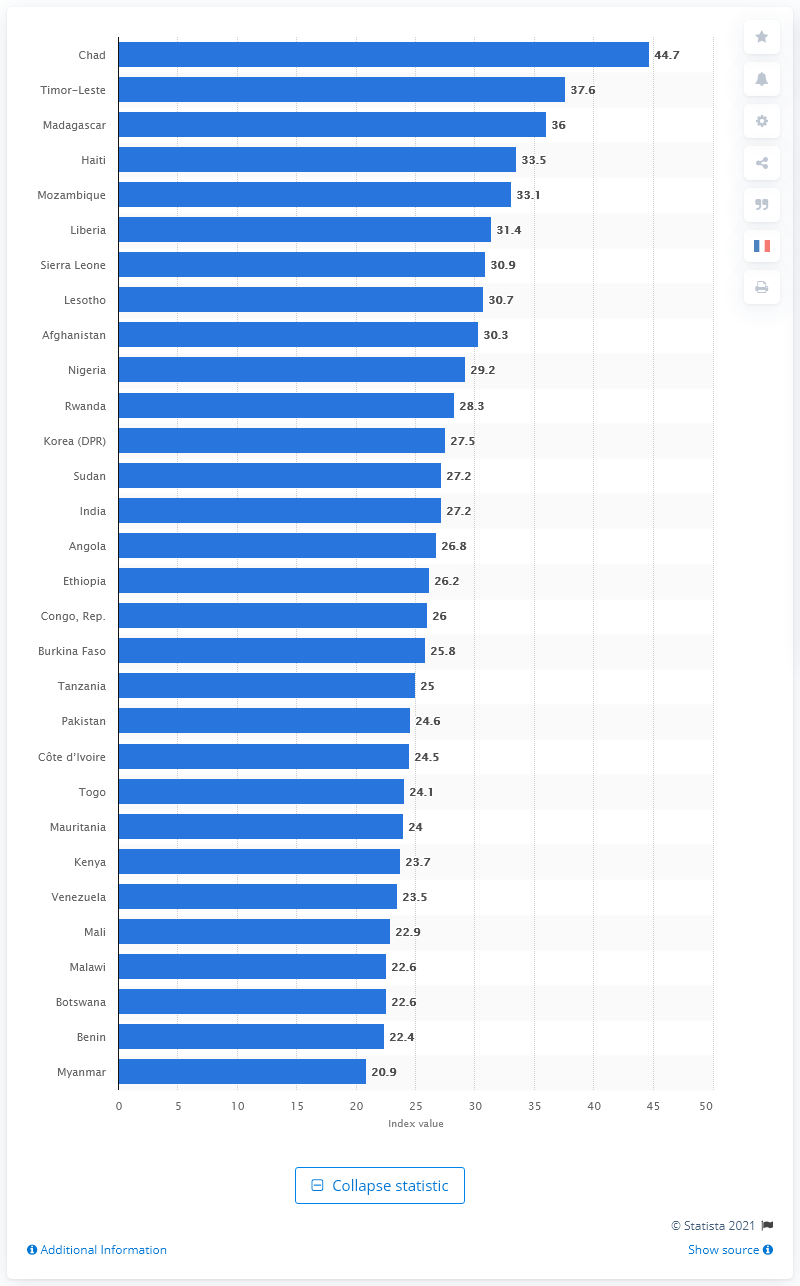 Chad 44.7
Timor-Leste 37.6
Madagascar 36
Haiti 33.5
Mozambique 33.1
Liberia 31.4
Sierra Leone 30.9
Lesotho 30.7
Afghanistan 30.3
Nigeria 29.2
Rwanda 28.3
Korea (DPR) 27.5
Sudan 27.2
India 27.2
Angola 26.8
Ethiopia 26.2
Congo, Rep. 26
Burkina Faso 25.8
Tanzania 25
Pakistan 24.6
Côte d’Ivoire 24.5
Togo 24.1
Mauritania 24
Kenya 23.7
Venezuela 23.5
Mali 22.9
Malawi 22.6
Botswana 22.6
Benin 22.4
Myanmar 20.9
0 5 10 15 20 25 30 35 40 45 50
Index value
Collapse statistic
© Statista 2021
Additional Information Show source